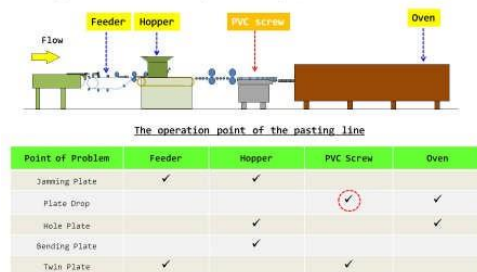 Feeder Hopper PVC screw Oven
Flow
The operation point of the pasting line
Point of Problem Feeder Hopper PVC Screw Oven
Jamming Plate ✓ ✓
Plate Drop ✓ ✓
Hole Plate ✓ ✓
Bending Plate ✓
Twin Plate ✓ ✓